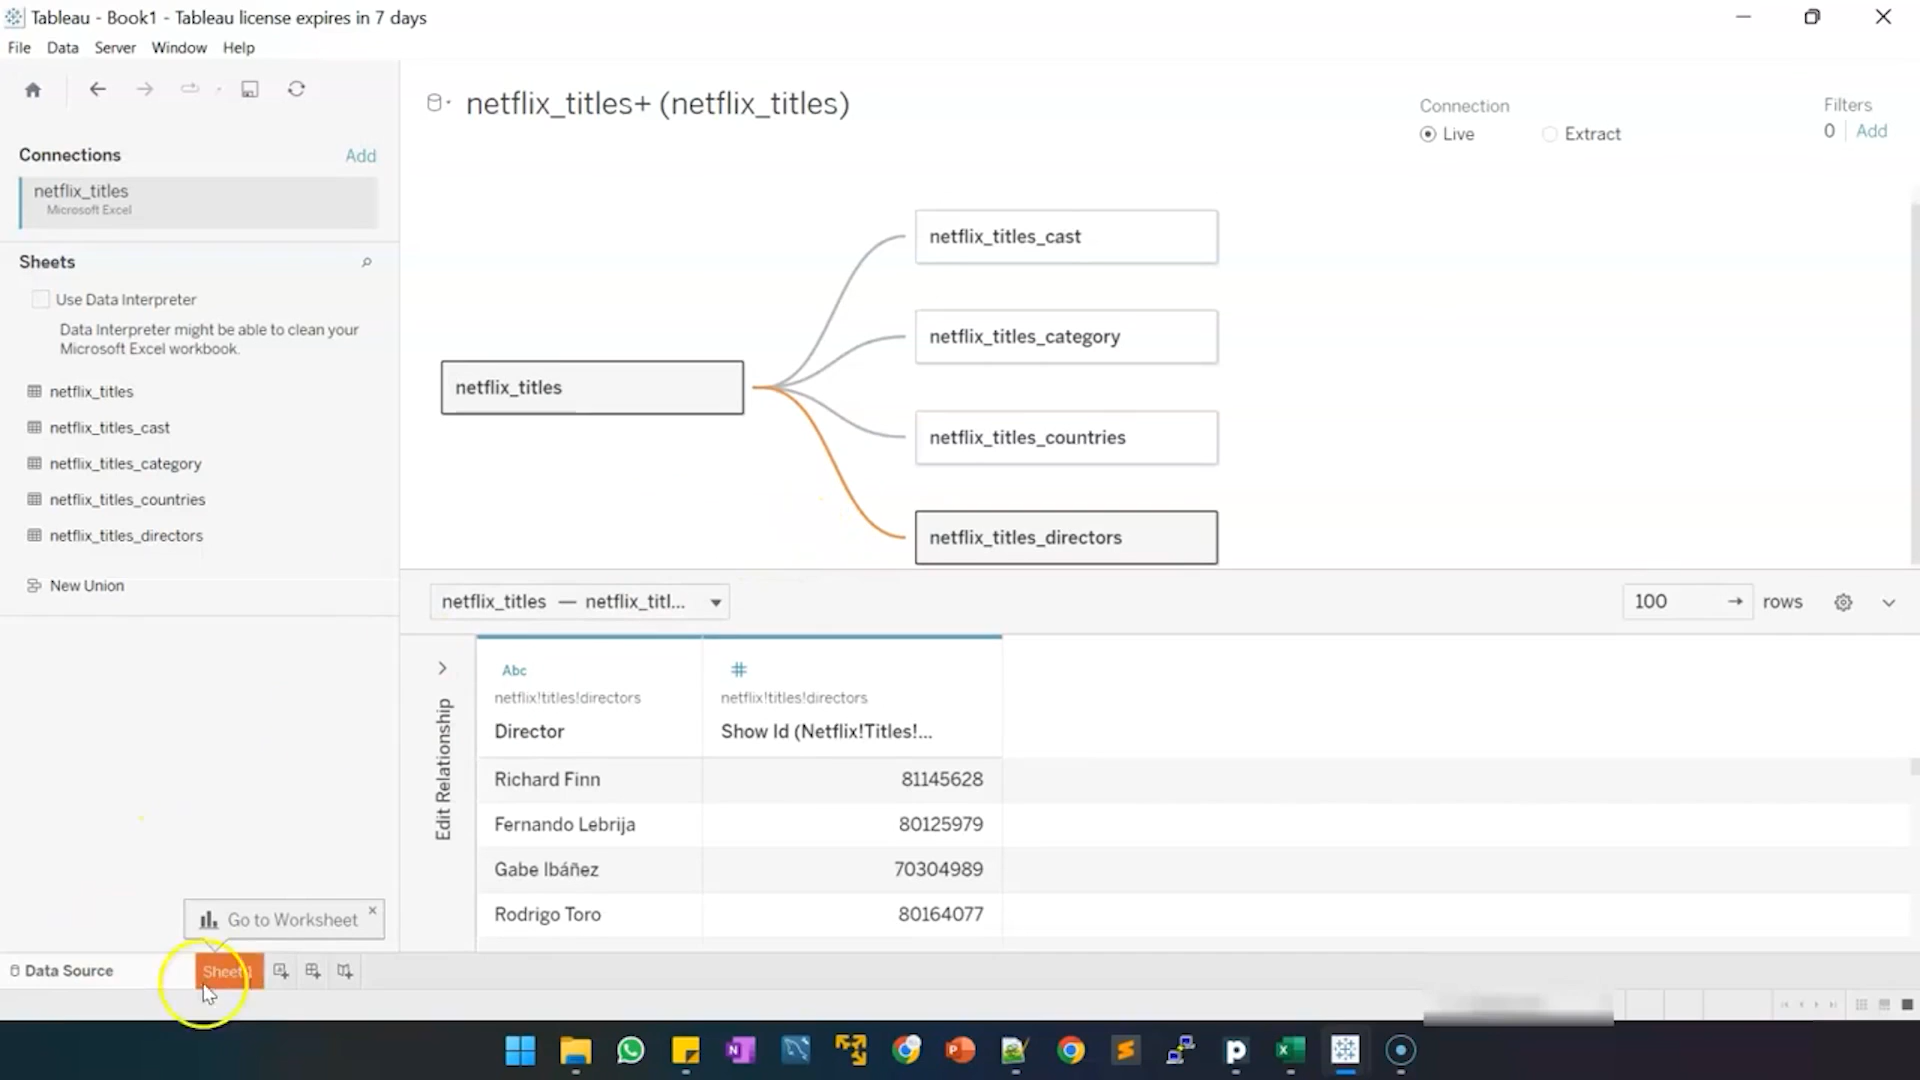 Tableau - Book1 - Tableau license expires in 7 days
File Data Server Window Help
netflix_titles+ (netflix_titles)
Connection
Live Extract
Filters
0 Add
Connections Add
netflix_titles
Microsoft Excel
Sheets
Use Data Interpreter
Data Interpreter might be able to clean your
Microsoft Excel workbook.
netflix_titles
netflix_titles_cast
netflix_titles_category
netflix_titles_countries
netflix_titles_directors
New Union
netflix_titles
netflix_titles_cast
netflix_titles_category
netflix_titles_countries
netflix_titles_directors
netflix_titles — netflix_titl...
100 → rows
Edit Relationship
Abc #
netflix!titles!directors netflix!titles!directors
Director Show Id (Netflix!Titles!...
Richard Finn 81145628
Fernando Lebrija 80125979
Gabe Ibáñez 70304989
Rodrigo Toro 80164077
Go to Worksheet
Data Source Sheet 1